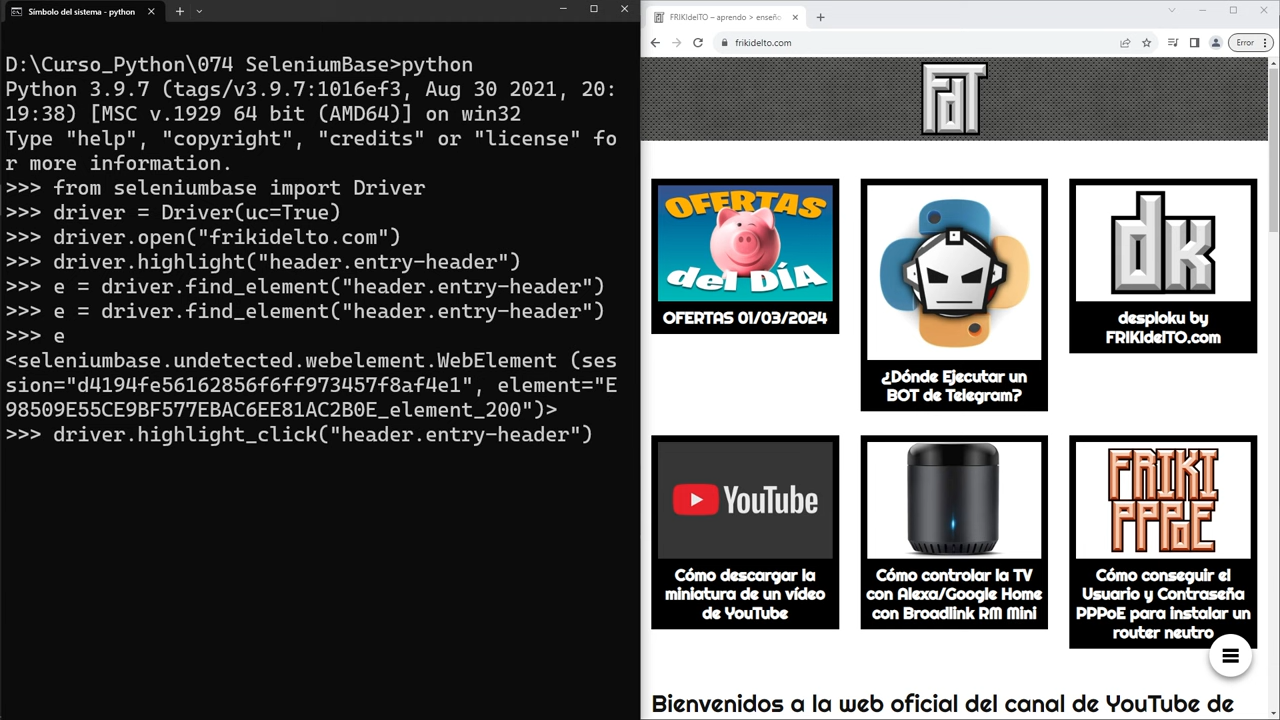 Símbolo del sistema - python
D:\Curso_Python\074 SeleniumBase>python
Python 3.9.7 (tags/v3.9.7:1016ef3, Aug 30 2021, 20:
19:38) [MSC v.1929 64 bit (AMD64)] on win32
Type "help", "copyright", "credits" or "license" fo
r more information.
>>> from seleniumbase import Driver
>>> driver = Driver(uc=True)
>>> driver.open("frikidelto.com")
>>> driver.highlight("header.entry-header")
>>> e = driver.find_element("header.entry-header")
>>> e = driver.find_element("header.entry-header")
>>> e
<seleniumbase.undetected.webelement.WebElement (ses
sion="d4194fe56162856f6ff973457f8af4e1", element="E
98509E55CE9BF577EBAC6EE81AC2B0E_element_200")>
>>> driver.highlight_click("header.entry-header")
FRIKIdelTO – aprendo > enseño
frikidelto.com
Error
FdT
OFERTAS
del DÍA
OFERTAS 01/03/2024
¿Dónde Ejecutar un
BOT de Telegram?
dk
desploku by
FRIKIdelTO.com
YouTube
Cómo descargar la
miniatura de un vídeo
de YouTube
Cómo controlar la TV
con Alexa/Google Home
con Broadlink RM Mini
FRIKI
PPPoE
Cómo conseguir el
Usuario y Contraseña
PPPoE para instalar un
router neutro
Bienvenidos a la web oficial del canal de YouTube de